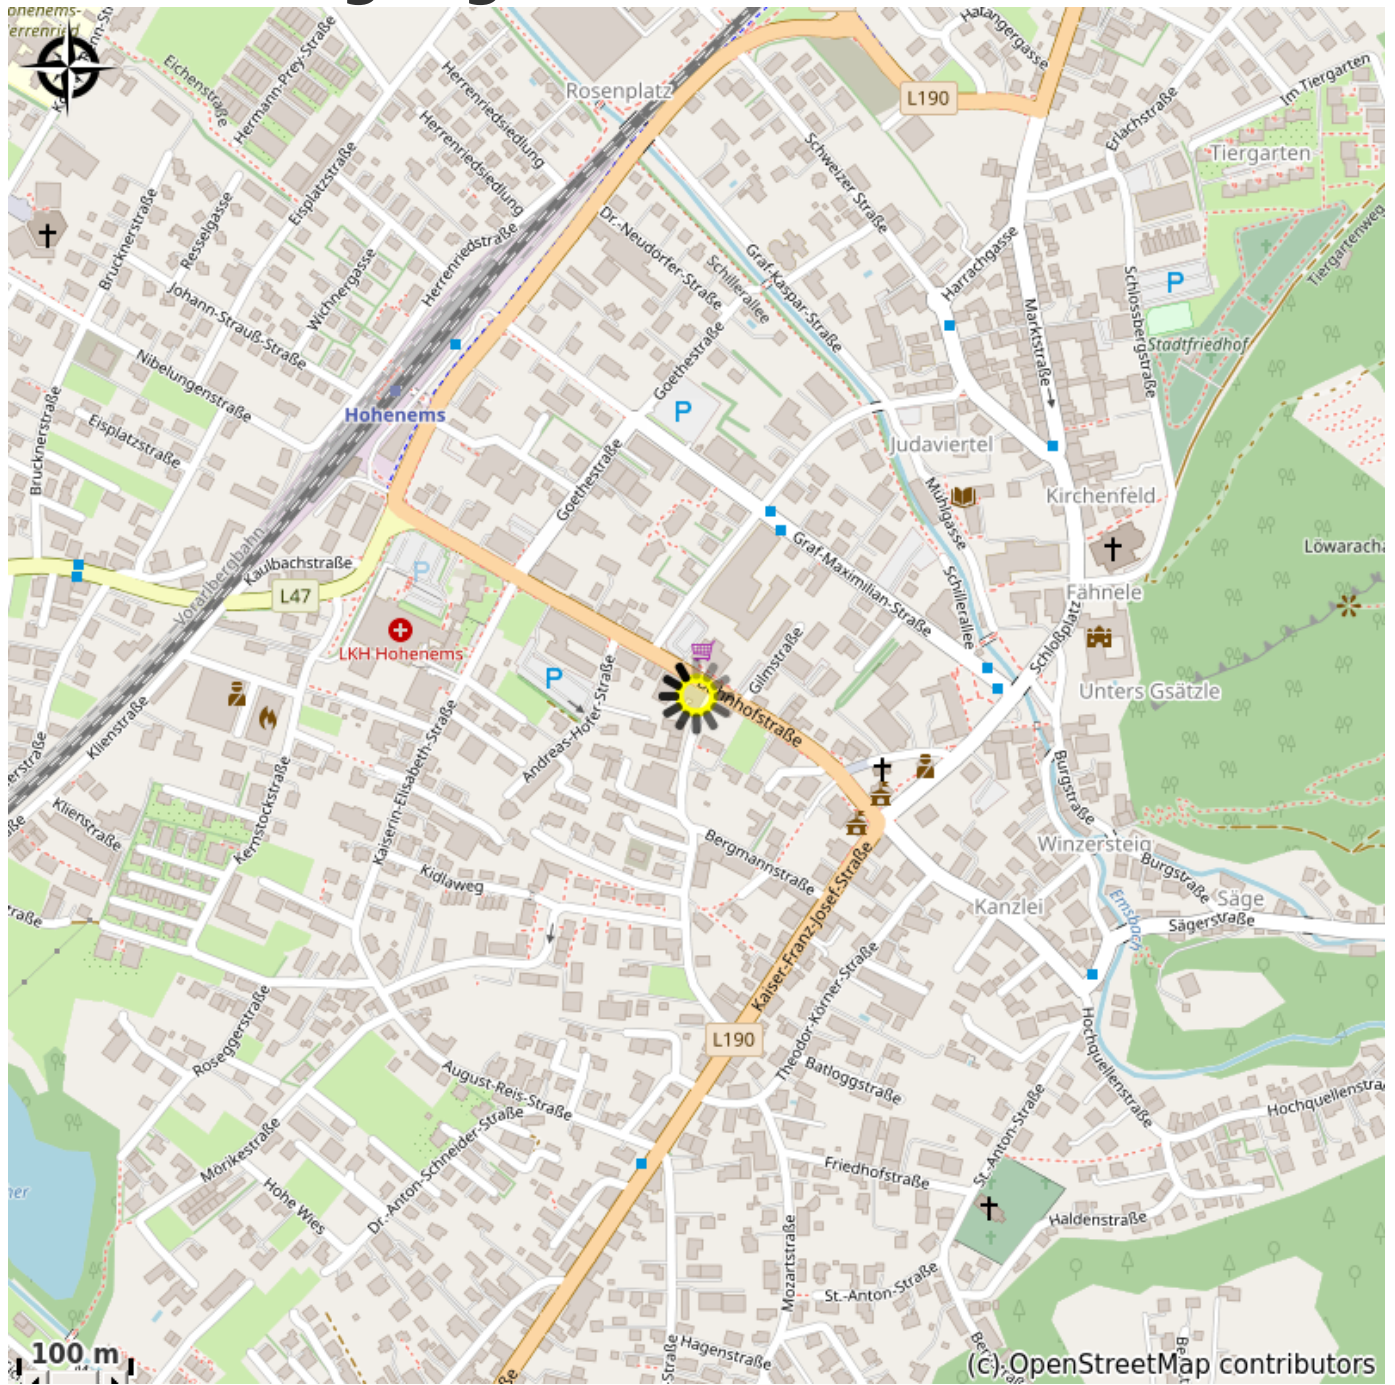 Rosenplatz
Hohenems-
Herrenried
Eichenstraße
Hermann-Prey-Straße
Herrenriedsiedlung
Herrenriedsiedlung
Eisplatzstraße
Harrachgasse
L190
Im Tiergarten
Erlachstraße
Tiergarten
Schweizer Straße
Tiergartenweg
Brucknerstraße
Resselgasse
Wichnergasse
Herrenriedstraße
Johann-Strauß-Straße
Nibelungenstraße
Eisplatzstraße
Brucknerstraße
Dr.-Neudörfer-Straße
Schillerallee
Graf-Kaspar-Straße
Goethestraße
P
Marktstraße
Schlossbergstraße
P
Stadtfriedhof
Hohenems
Goethestraße
Judaviertel
Kirchenfeld
Mühlgasse
Schillerallee
Löwaracha
Vorarlbergbahn
Kaulbachstraße
L47
P
LKH Hohenems
Graf-Maximilian-Straße
Fähnele
Schloßplatz
Unters Gsätzle
P
Gilmstraße
Andreas-Hofer-Straße
Klienstraße
Klienstraße
Kernstockstraße
Kaiserin-Elisabeth-Straße
Kidlaweg
Bergmannstraße
Kaiser-Franz-Josef-Straße
Burgstraße
Winzersteig
Burgstraße
Säge
Sägerstraße
Kanzlei
Emsbach
Theodor-Körner-Straße
L190
Roseggerstraße
August-Reis-Straße
Dr.-Anton-Schneider-Straße
Mörikestraße
Hohe Wies
Batloggstraße
Hochquellenstraße
St.-Anton-Straße
Friedhofstraße
Haldenstraße
Mozartstraße
St.-Anton-Straße
Hagenstraße
100 m
(c) OpenStreetMap contributors